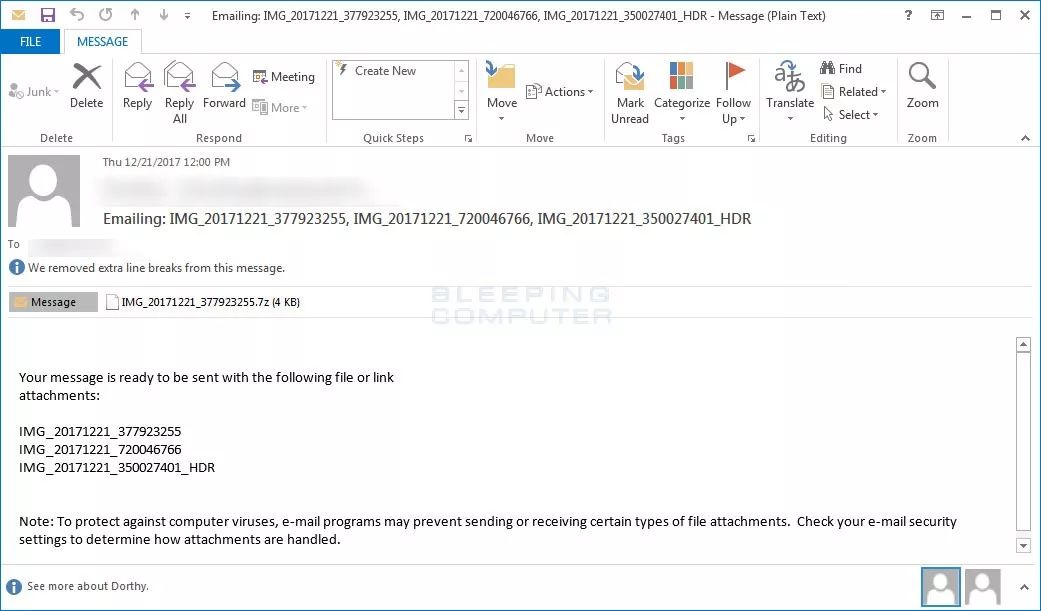 Emailing: IMG_20171221_377923255, IMG_20171221_720046766, IMG_20171221_350027401_HDR - Message (Plain Text)
FILE MESSAGE
Junk
Delete
Reply
Reply
All
Forward
Meeting
More
Create New
Move
Actions
Mark
Unread
Categorize
Follow
Up
Translate
Find
Related
Select
Zoom
Delete Respond Quick Steps Move Tags Editing Zoom
Thu 12/21/2017 12:00 PM
Emailing: IMG_20171221_377923255, IMG_20171221_720046766, IMG_20171221_350027401_HDR
To
We removed extra line breaks from this message.
Message IMG_20171221_377923255.7z (4 KB)
BLEEPING
COMPUTER
Your message is ready to be sent with the following file or link
attachments:
IMG_20171221_377923255
IMG_20171221_720046766
IMG_20171221_350027401_HDR
Note: To protect against computer viruses, e-mail programs may prevent sending or receiving certain types of file attachments.  Check your e-mail security
settings to determine how attachments are handled.
See more about Dorthy.